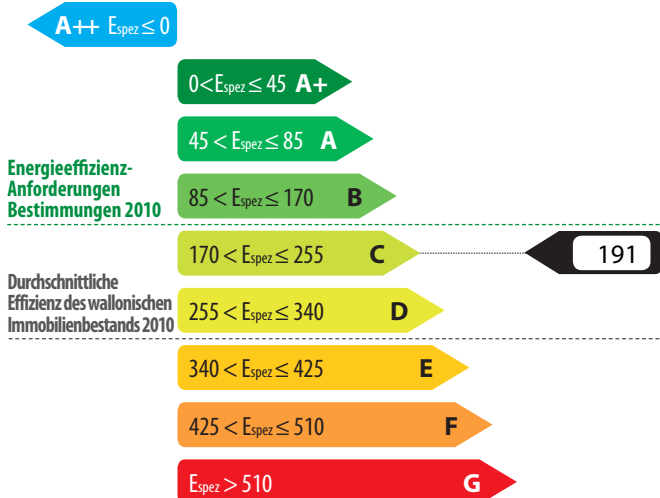 A++ Espez ≤ 0
0<Espez ≤ 45 A+
45 < Espez ≤ 85 A
Energieeffizienz-
Anforderungen
Bestimmungen 2010
85 < Espez ≤ 170 B
170 < Espez ≤ 255 C
191
Durchschnittliche
Effizienz des wallonischen
Immobilienbestands 2010
255 < Espez ≤ 340 D
340 < Espez ≤ 425 E
425 < Espez ≤ 510 F
Espez > 510 G